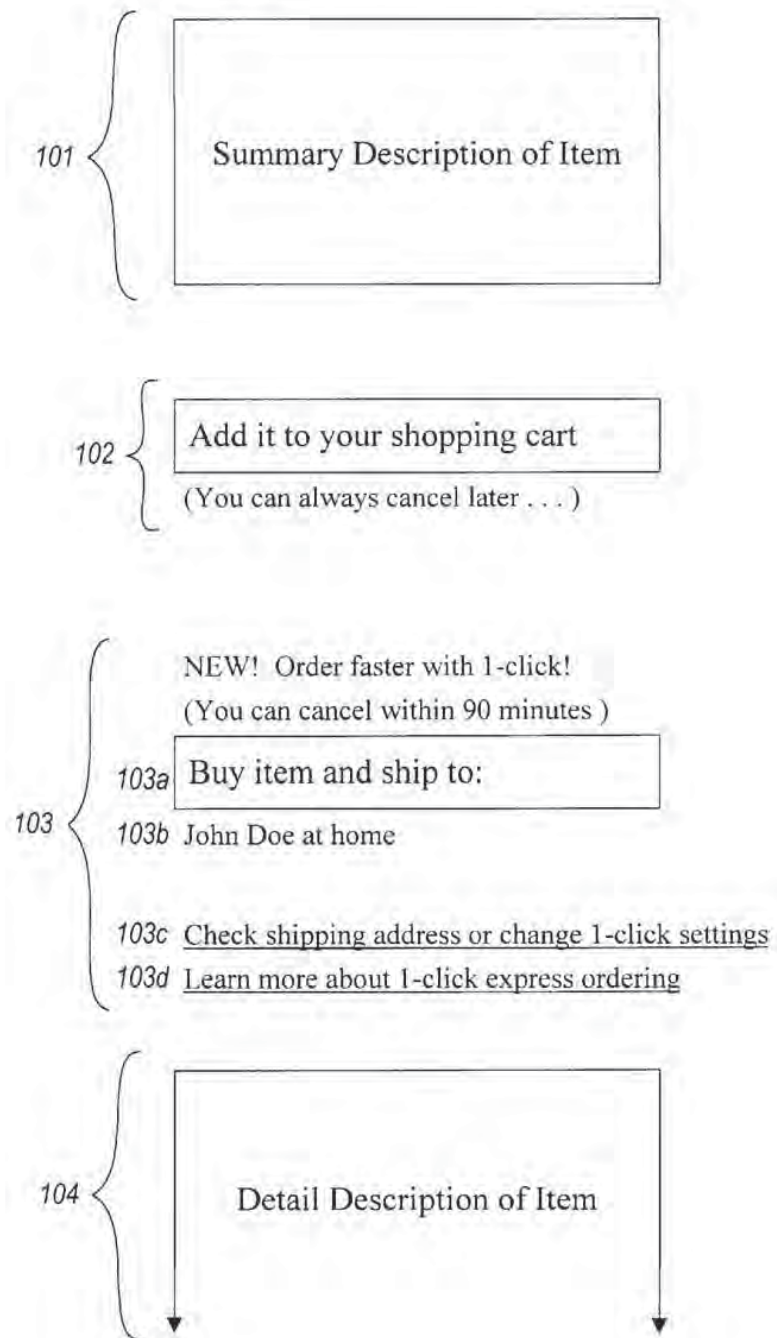 101 Summary Description of Item
102 Add it to your shopping cart
(You can always cancel later . . . )
NEW! Order faster with 1-click!
(You can cancel within 90 minutes )
103a Buy item and ship to:
103
103b John Doe at home
103c Check shipping address or change 1-click settings
103d Learn more about 1-click express ordering
104 Detail Description of Item